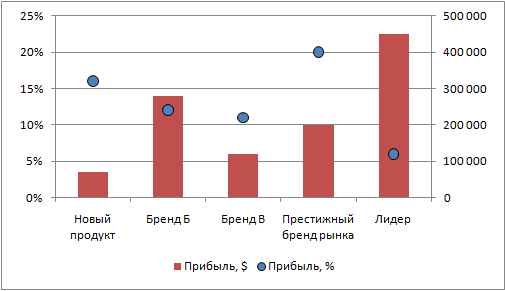 25%
20%
15%
10%
5%
0%
500 000
400 000
300 000
200 000
100 000
0
Новый
продукт
Бренд Б
Бренд В
Престижный
бренд рынка
Лидер
Прибыль, $
Прибыль, %